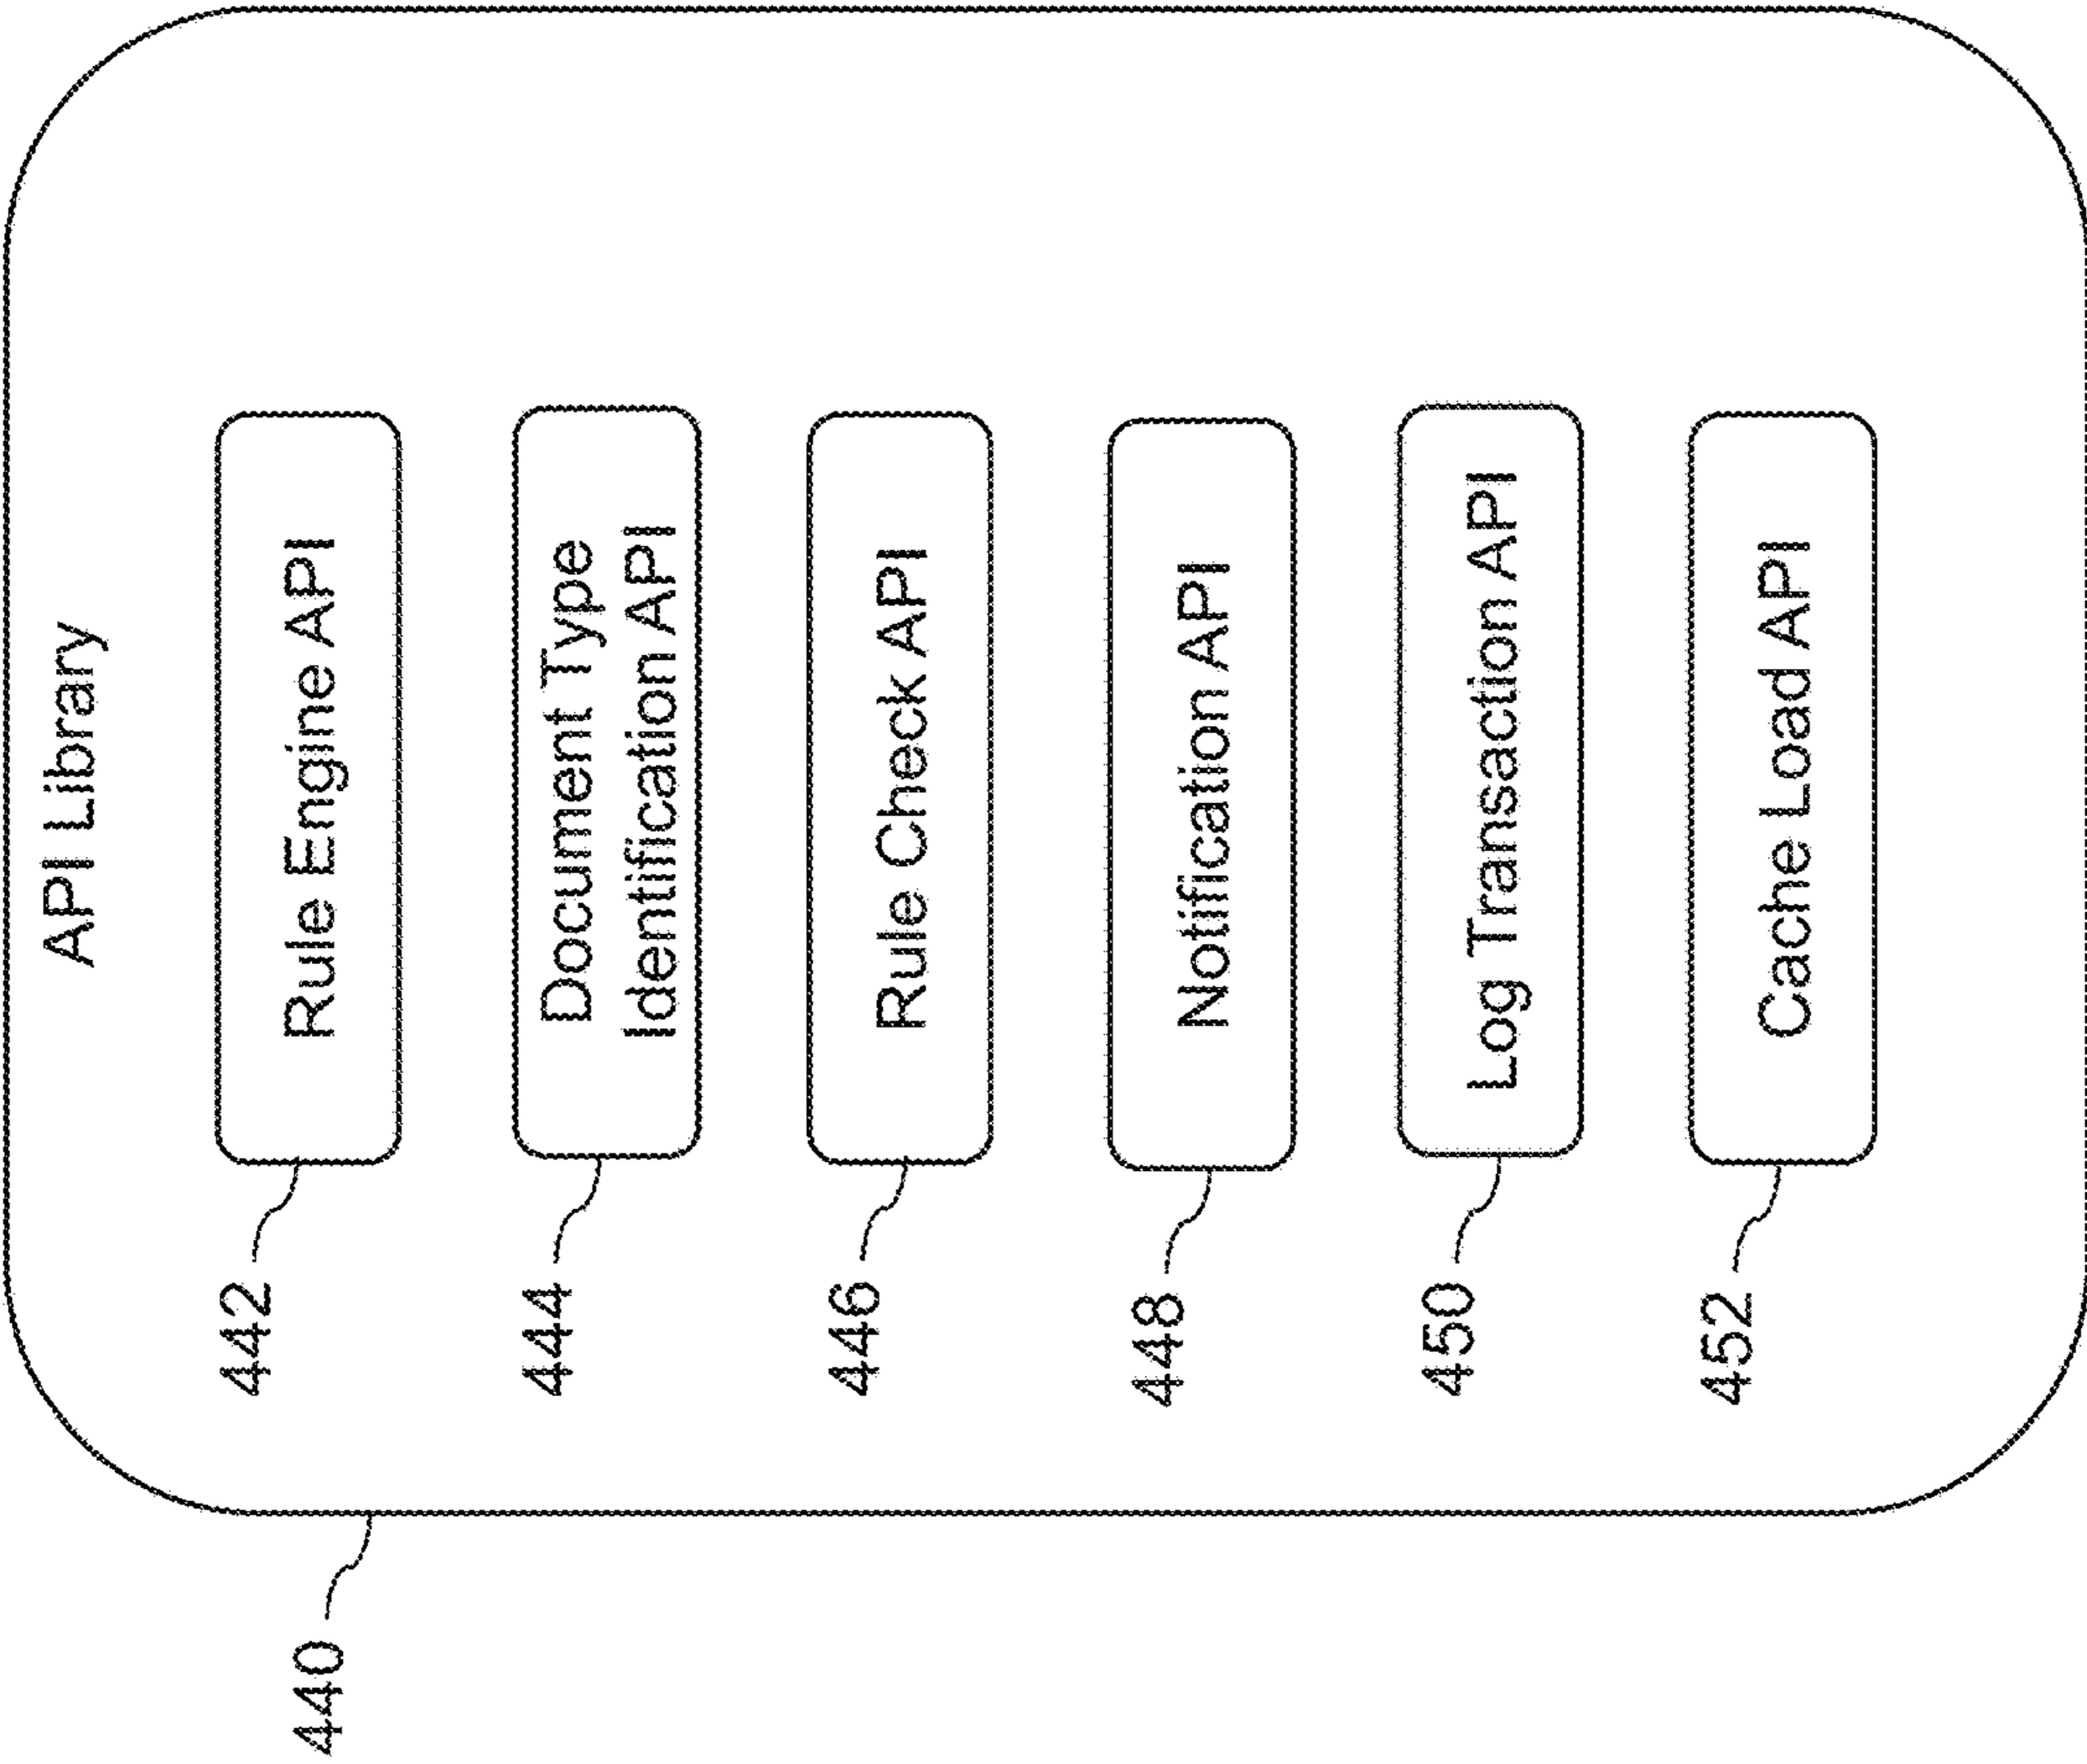 API Library
440
442
Rule Engine API
444
Document Type
Identification API
446
Rule Check API
448
Notification API
450
Log Transaction API
452
Cache Load API